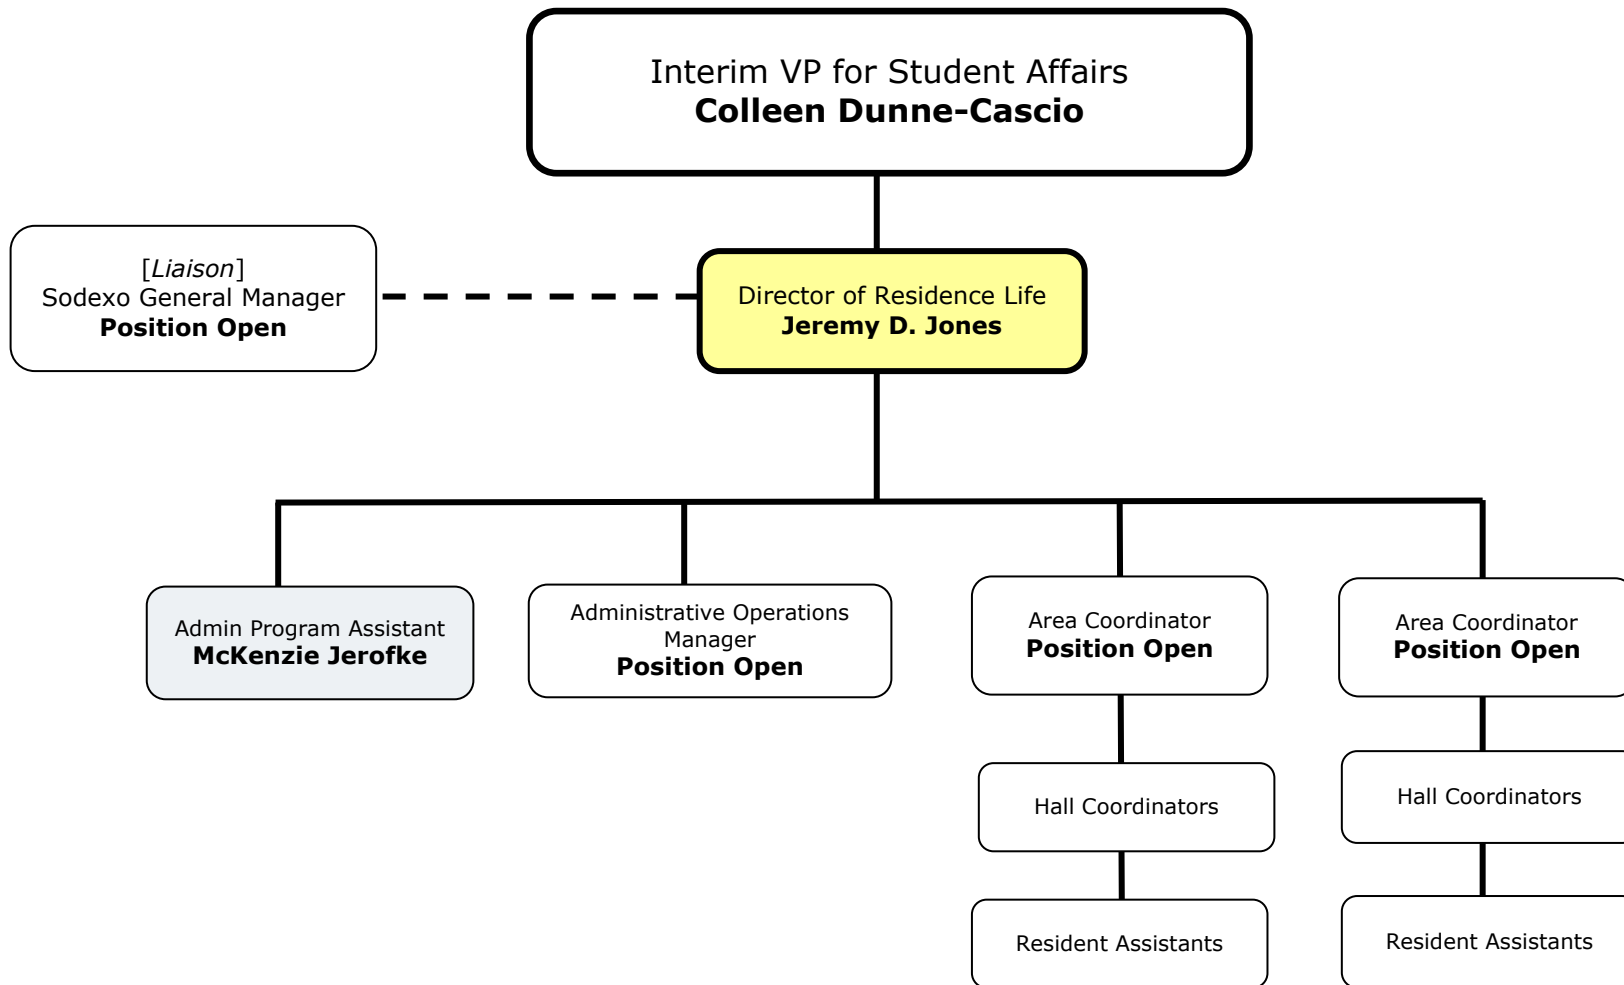 Interim VP for Student Affairs
Colleen Dunne-Cascio
[Liaison]
Sodexo General Manager
Position Open
Director of Residence Life
Jeremy D. Jones
Admin Program Assistant
McKenzie Jerofke
Administrative Operations
Manager
Position Open
Area Coordinator
Position Open
Area Coordinator
Position Open
Hall Coordinators
Hall Coordinators
Resident Assistants
Resident Assistants